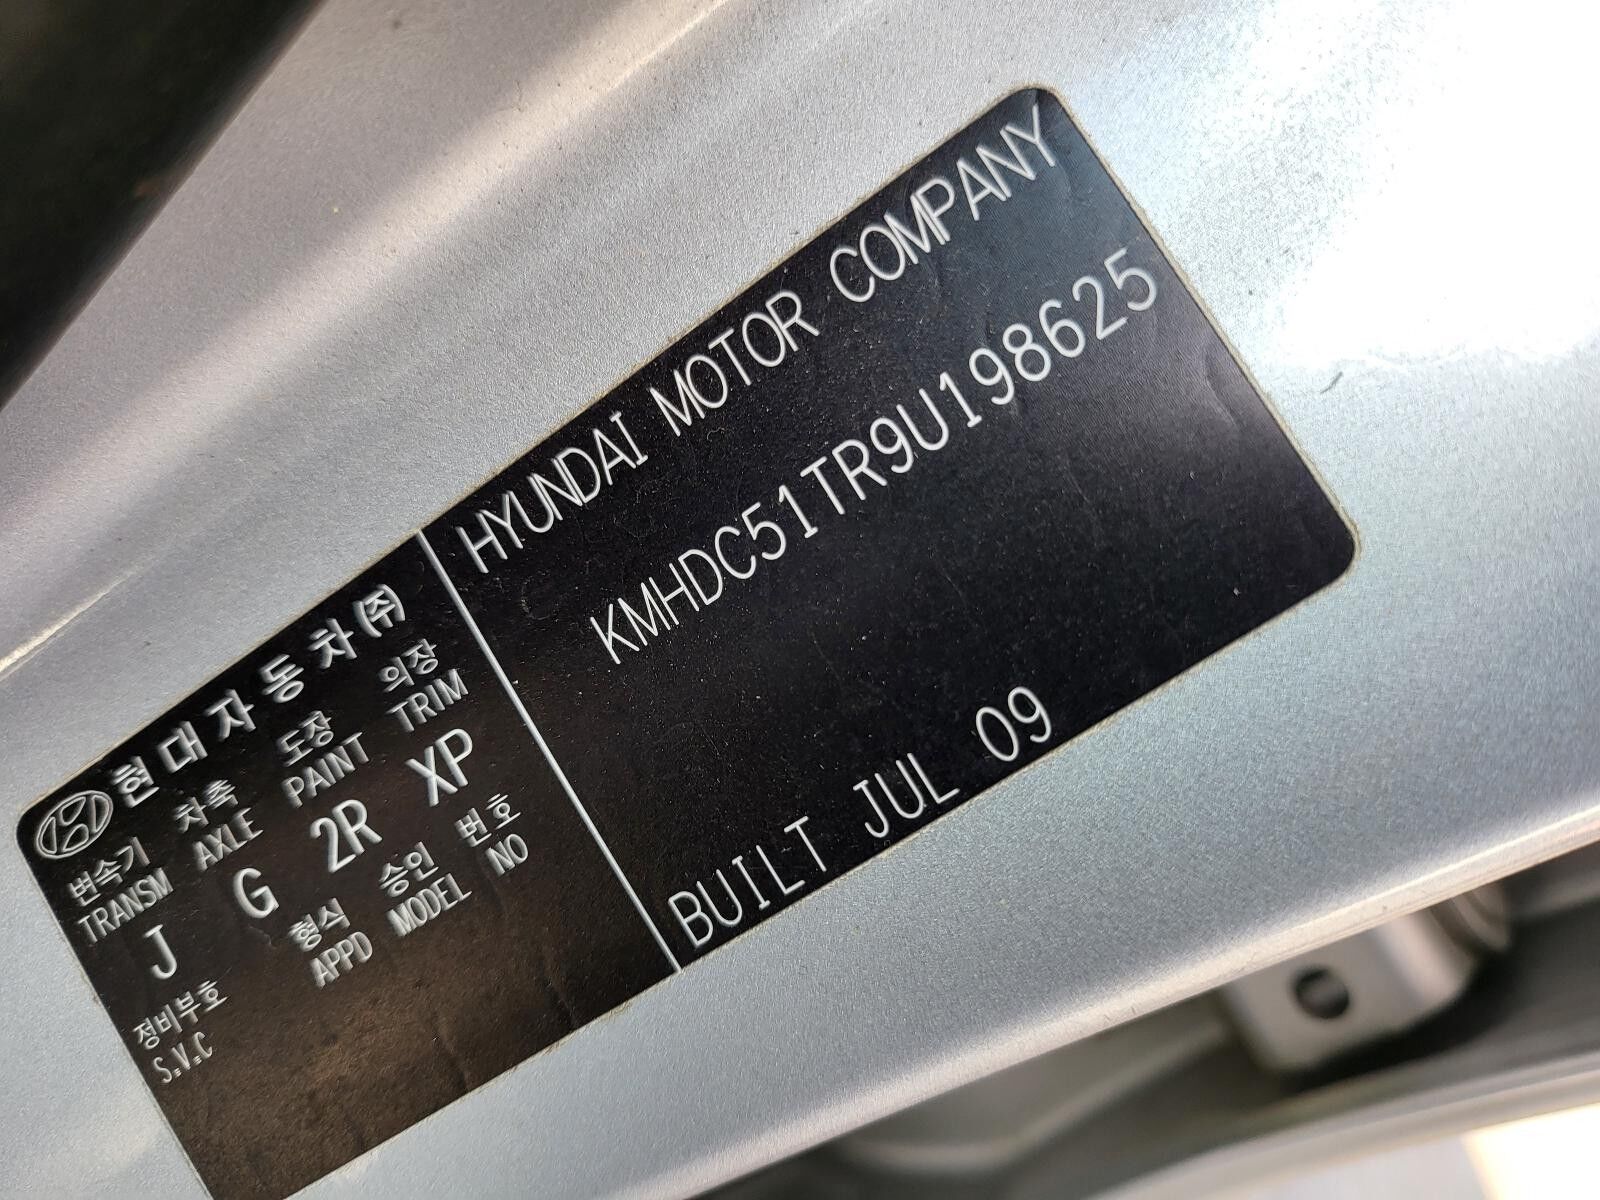 현대자동차(주)
변속기 차축 도장 의장
TRANSM AXLE PAINT TRIM
J G 2R XP
정비부호 형식 승인 번호
S.V.C APPD MODEL NO
HYUNDAI MOTOR COMPANY
KMHDC51TR9U198625
BUILT JUL 09